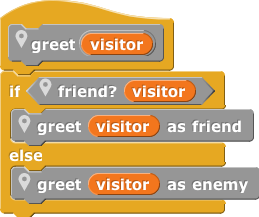 greet visitor
if friend? visitor
greet visitor as friend
else
greet visitor as enemy